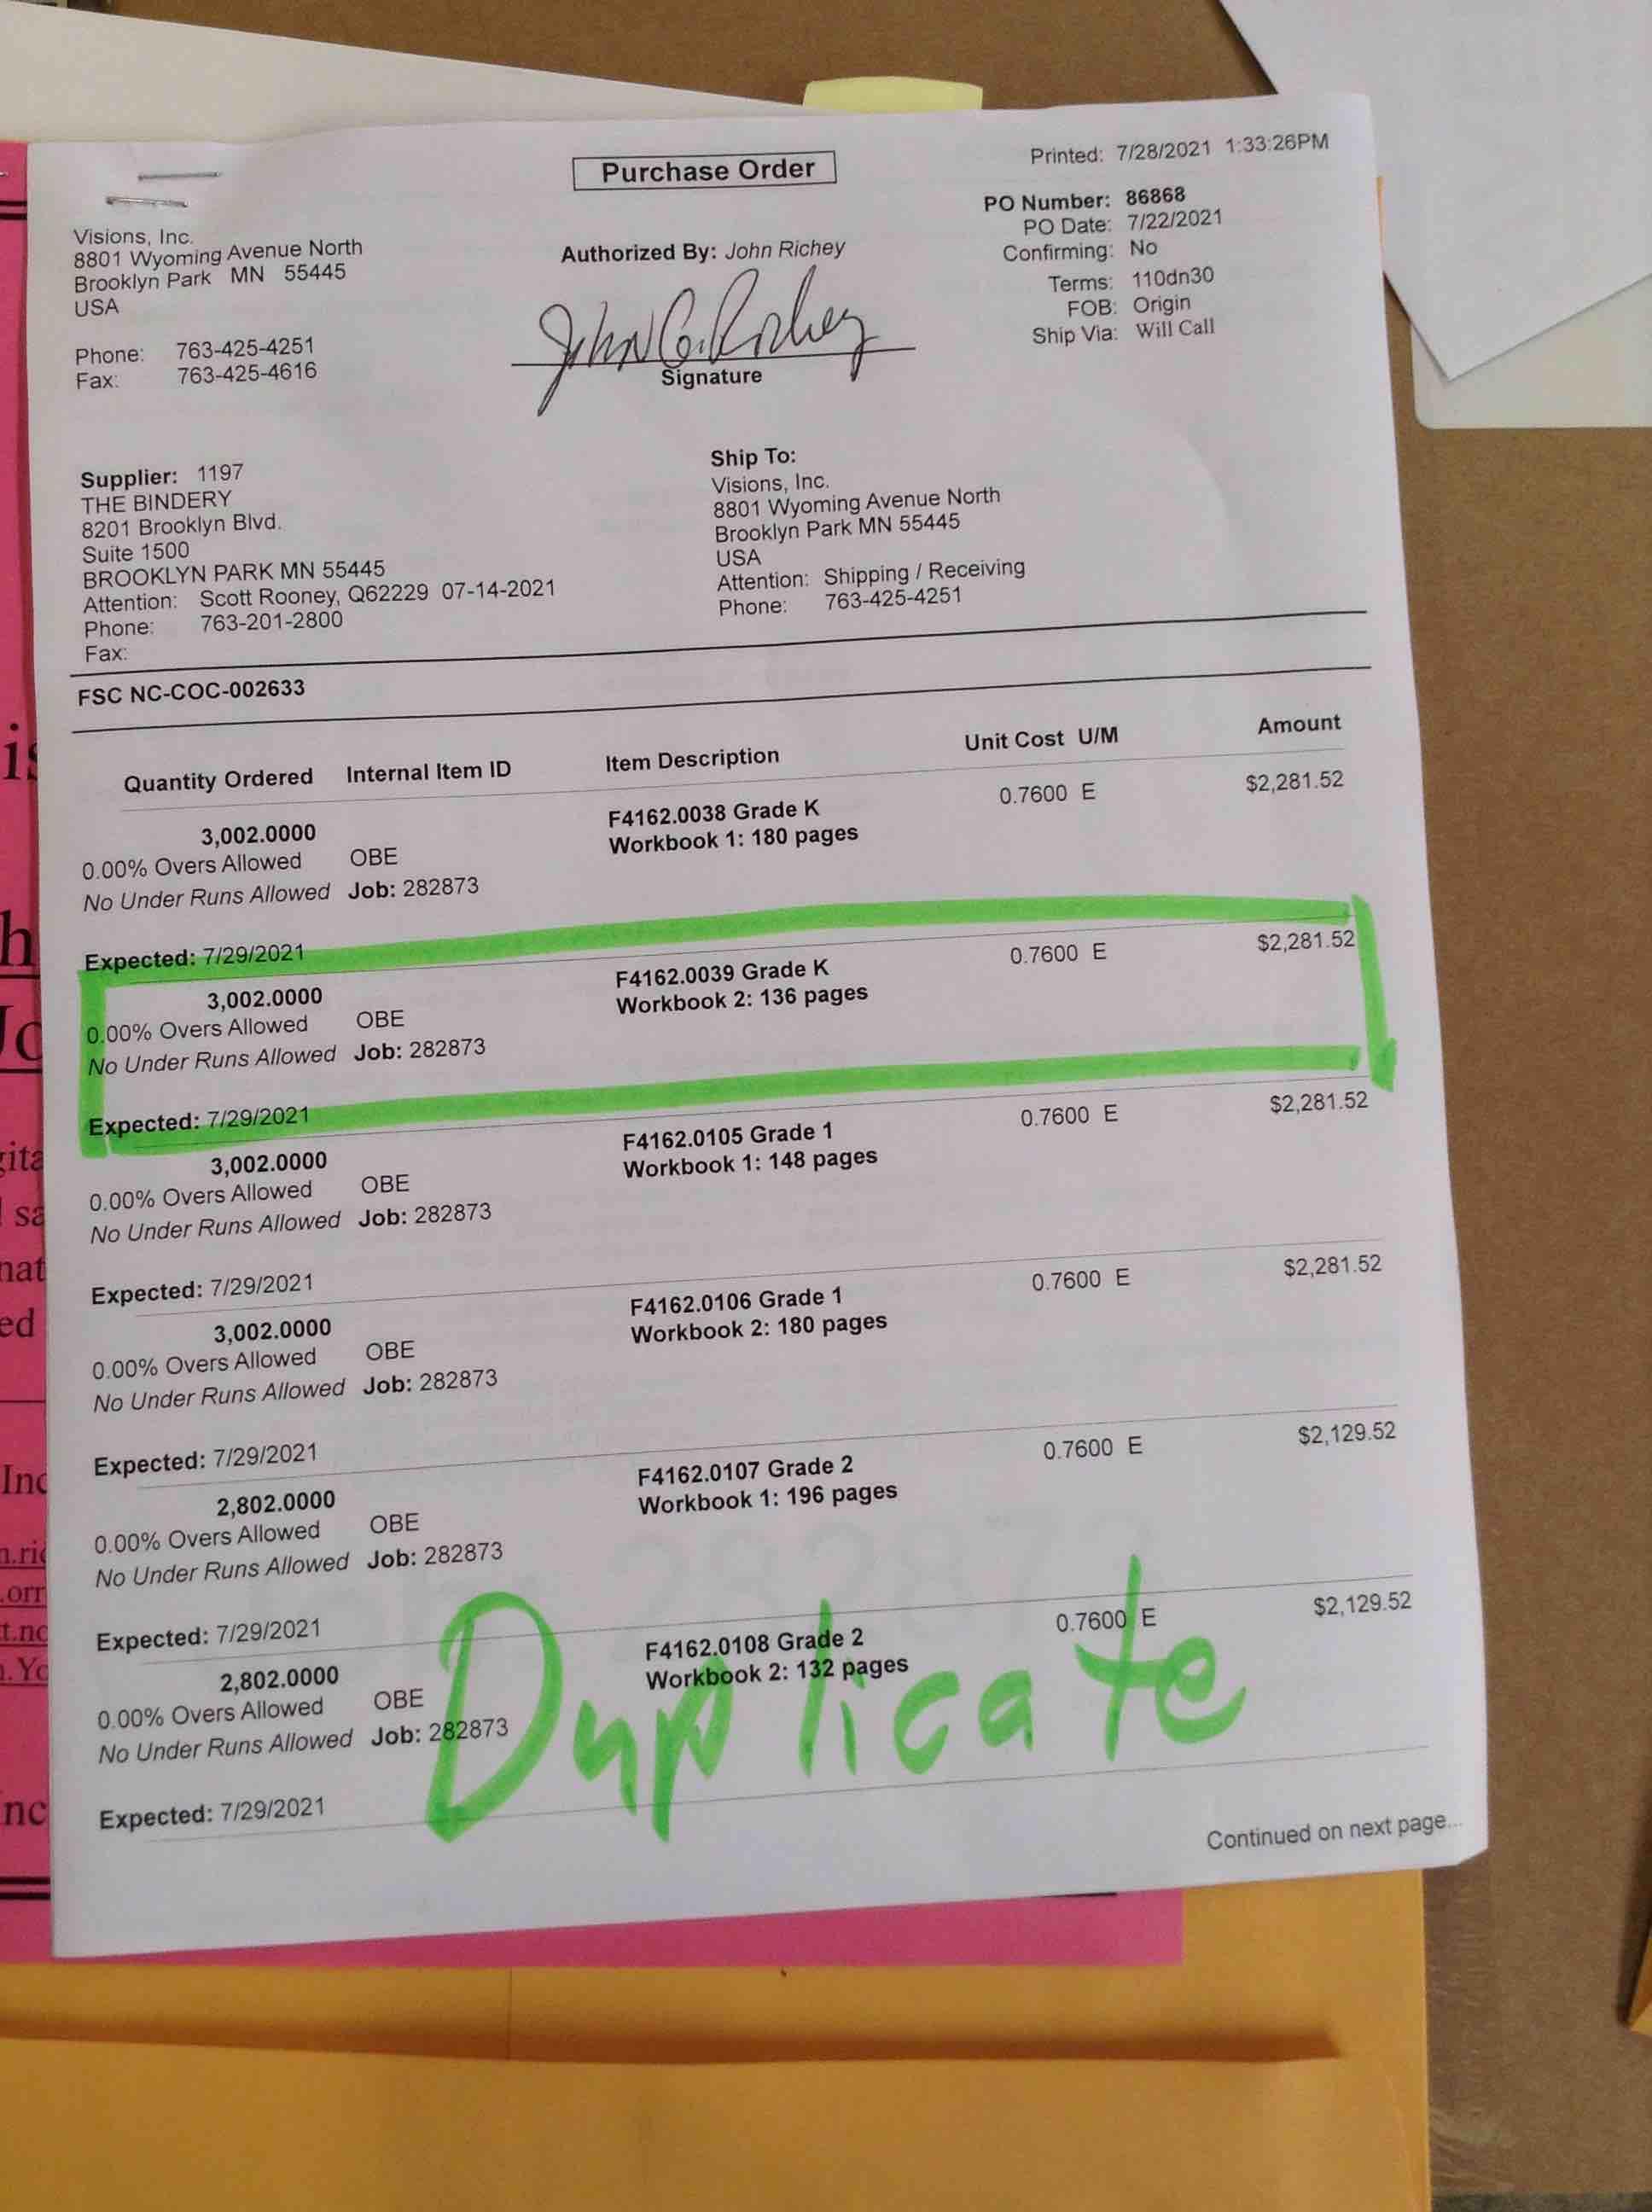 Purchase Order
Printed: 7/28/2021 1:33:26PM
Visions, Inc.
8801 Wyoming Avenue North
Brooklyn Park MN 55445
USA
Phone: 763-425-4251
Fax: 763-425-4616
Authorized By: John Richey
John C. Richey
Signature
PO Number: 86868
PO Date: 7/22/2021
Confirming: No
Terms: 110dn30
FOB: Origin
Ship Via: Will Call
Supplier: 1197
THE BINDERY
8201 Brooklyn Blvd.
Suite 1500
BROOKLYN PARK MN 55445
Attention: Scott Rooney, Q62229 07-14-2021
Phone: 763-201-2800
Fax:
Ship To:
Visions, Inc.
8801 Wyoming Avenue North
Brooklyn Park MN 55445
USA
Attention: Shipping / Receiving
Phone: 763-425-4251
FSC NC-COC-002633
Quantity Ordered Internal Item ID Item Description Unit Cost U/M Amount
3,002.0000 F4162.0038 Grade K 0.7600 E $2,281.52
0.00% Overs Allowed OBE Workbook 1: 180 pages
No Under Runs Allowed Job: 282873
Expected: 7/29/2021
3,002.0000 F4162.0039 Grade K 0.7600 E $2,281.52
0.00% Overs Allowed OBE Workbook 2: 136 pages
No Under Runs Allowed Job: 282873
Expected: 7/29/2021
3,002.0000 F4162.0105 Grade 1 0.7600 E $2,281.52
0.00% Overs Allowed OBE Workbook 1: 148 pages
No Under Runs Allowed Job: 282873
Expected: 7/29/2021
3,002.0000 F4162.0106 Grade 1 0.7600 E $2,281.52
0.00% Overs Allowed OBE Workbook 2: 180 pages
No Under Runs Allowed Job: 282873
Expected: 7/29/2021
2,802.0000 F4162.0107 Grade 2 0.7600 E $2,129.52
0.00% Overs Allowed OBE Workbook 1: 196 pages
No Under Runs Allowed Job: 282873
Expected: 7/29/2021
2,802.0000 F4162.0108 Grade 2 0.7600 E $2,129.52
0.00% Overs Allowed OBE Workbook 2: 132 pages
No Under Runs Allowed Job: 282873
Expected: 7/29/2021
Duplicate
Continued on next page...